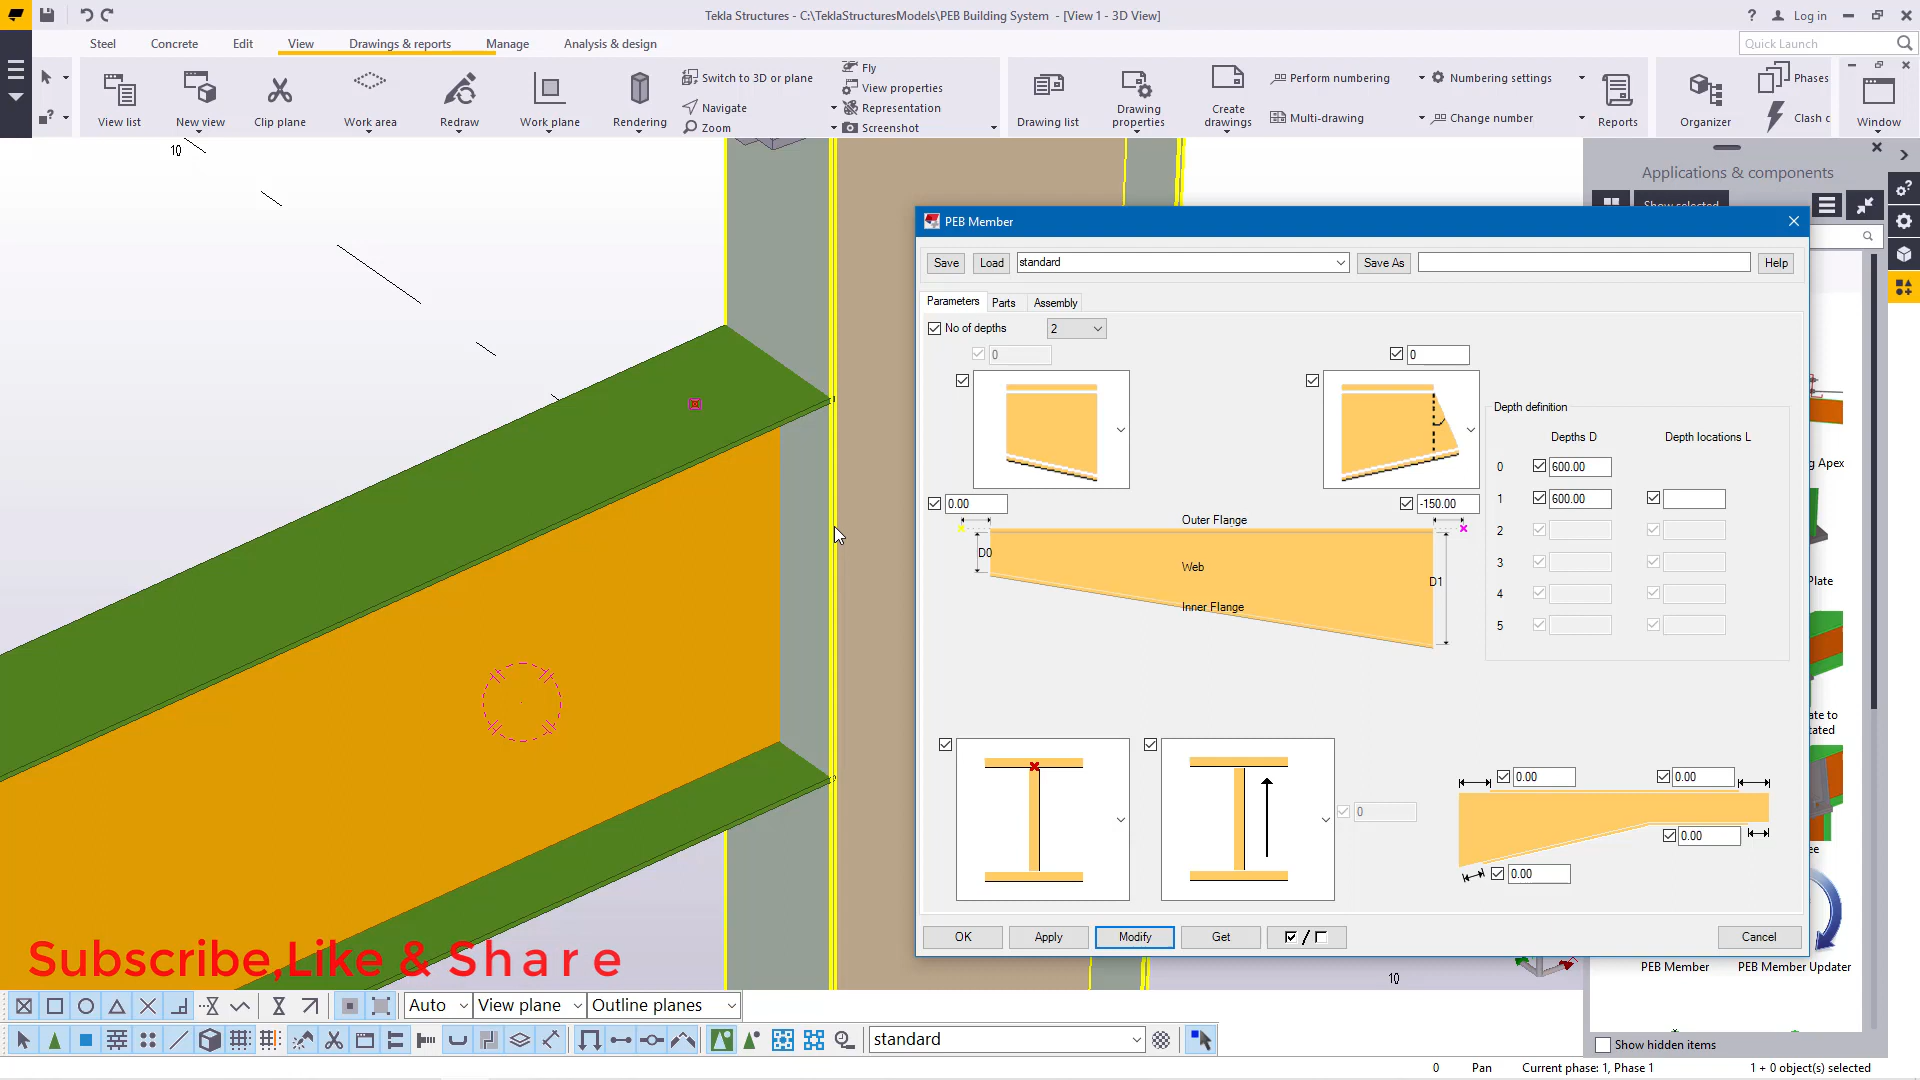 Tekla Structures - C:\TeklaStructuresModels\PEB Building System - [View 1 - 3D View]
? Log in
Steel Concrete Edit View Drawings & reports Manage Analysis & design
Quick Launch
View list
New view
Clip plane
Work area
Redraw
Work plane
Rendering
Switch to 3D or plane
Navigate
Zoom
Fly
View properties
Representation
Screenshot
Drawing list
Drawing
properties
Create
drawings
Perform numbering
Multi-drawing
Numbering settings
Change number
Reports
Organizer
Phases
Clash c
Window
10
Applications & components
Show selected
PEB Member
Save Load standard Save As Help
Parameters Parts Assembly
No of depths 2
0 0
0.00 -150.00
Outer Flange
D0
Web
D1
Inner Flange
Depth definition
Depths D Depth locations L
0 600.00
1 600.00
2
3
4
5
0
0.00 0.00
0.00
0.00
OK Apply Modify Get / Cancel
g Apex
Plate
ate to
tated
ee
PEB Member PEB Member Updater
Show hidden items
10
Subscribe,Like & Share
Auto View plane Outline planes
standard
0 Pan Current phase: 1, Phase 1 1 + 0 object(s) selected